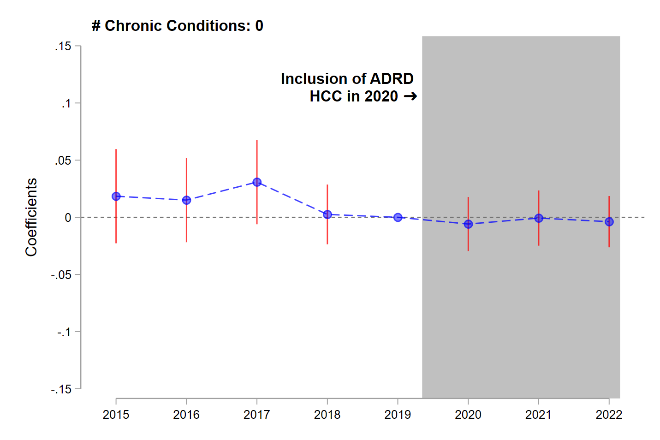 # Chronic Conditions: 0
.15
Inclusion of ADRD
HCC in 2020 →
.1
.05
Coefficients
0
-.05
-.1
-.15
2015 2016 2017 2018 2019 2020 2021 2022